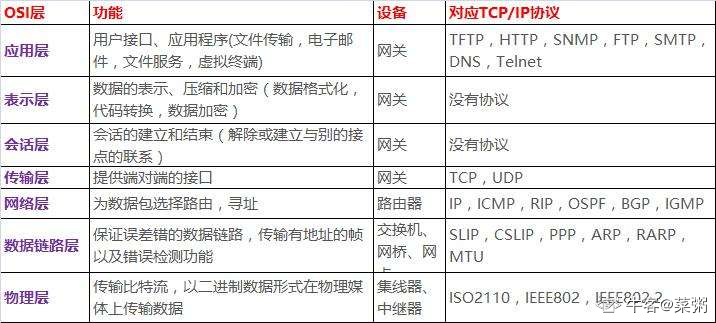 OSI层 功能 设备 对应TCP/IP协议
应用层 用户接口、应用程序(文件传输，电子邮件，文件服务，虚拟终端) 网关 TFTP，HTTP，SNMP，FTP，SMTP，DNS，Telnet
表示层 数据的表示、压缩和加密（数据格式化，代码转换，数据加密） 网关 没有协议
会话层 会话的建立和结束（解除或建立与别的接点的联系） 网关 没有协议
传输层 提供端对端的接口 网关 TCP，UDP
网络层 为数据包选择路由，寻址 路由器 IP，ICMP，RIP，OSPF，BGP，IGMP
数据链路层 保证误差错的数据链路，传输有地址的帧以及错误检测功能 交换机、网桥、网 SLIP，CSLIP，PPP，ARP，RARP，MTU
物理层 传输比特流，以二进制数据形式在物理媒体上传输数据 集线器、中继器 ISO2110，IEEE802，IEEE802.2
牛客@菜粥